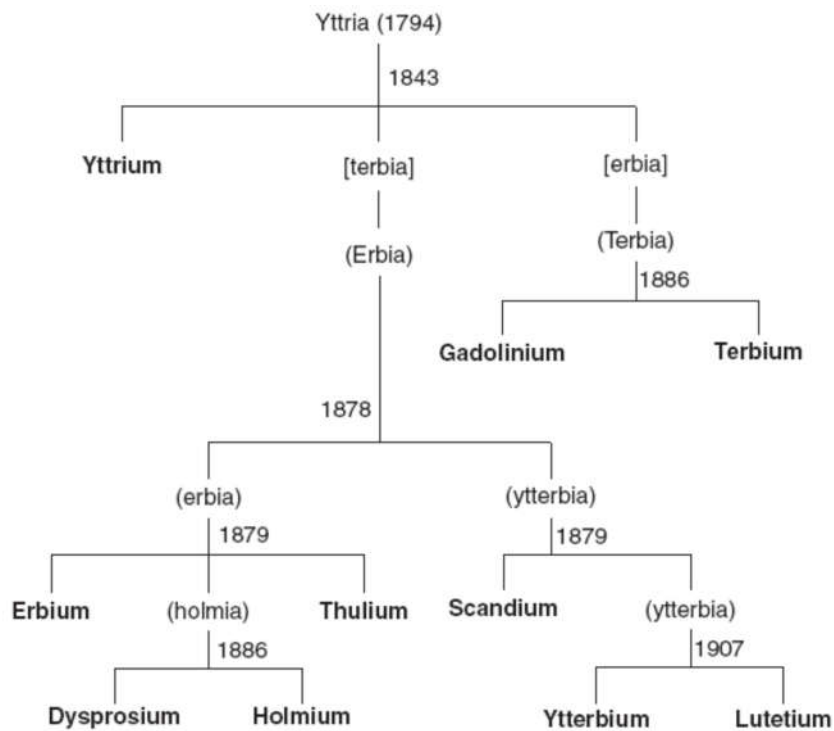 Yttria (1794)
1843
Yttrium
[terbia]
[erbia]
(Erbia)
(Terbia)
1886
Gadolinium
Terbium
1878
(erbia)
(ytterbia)
1879
1879
Erbium
(holmia)
Thulium
Scandium
(ytterbia)
1886
1907
Dysprosium
Holmium
Ytterbium
Lutetium